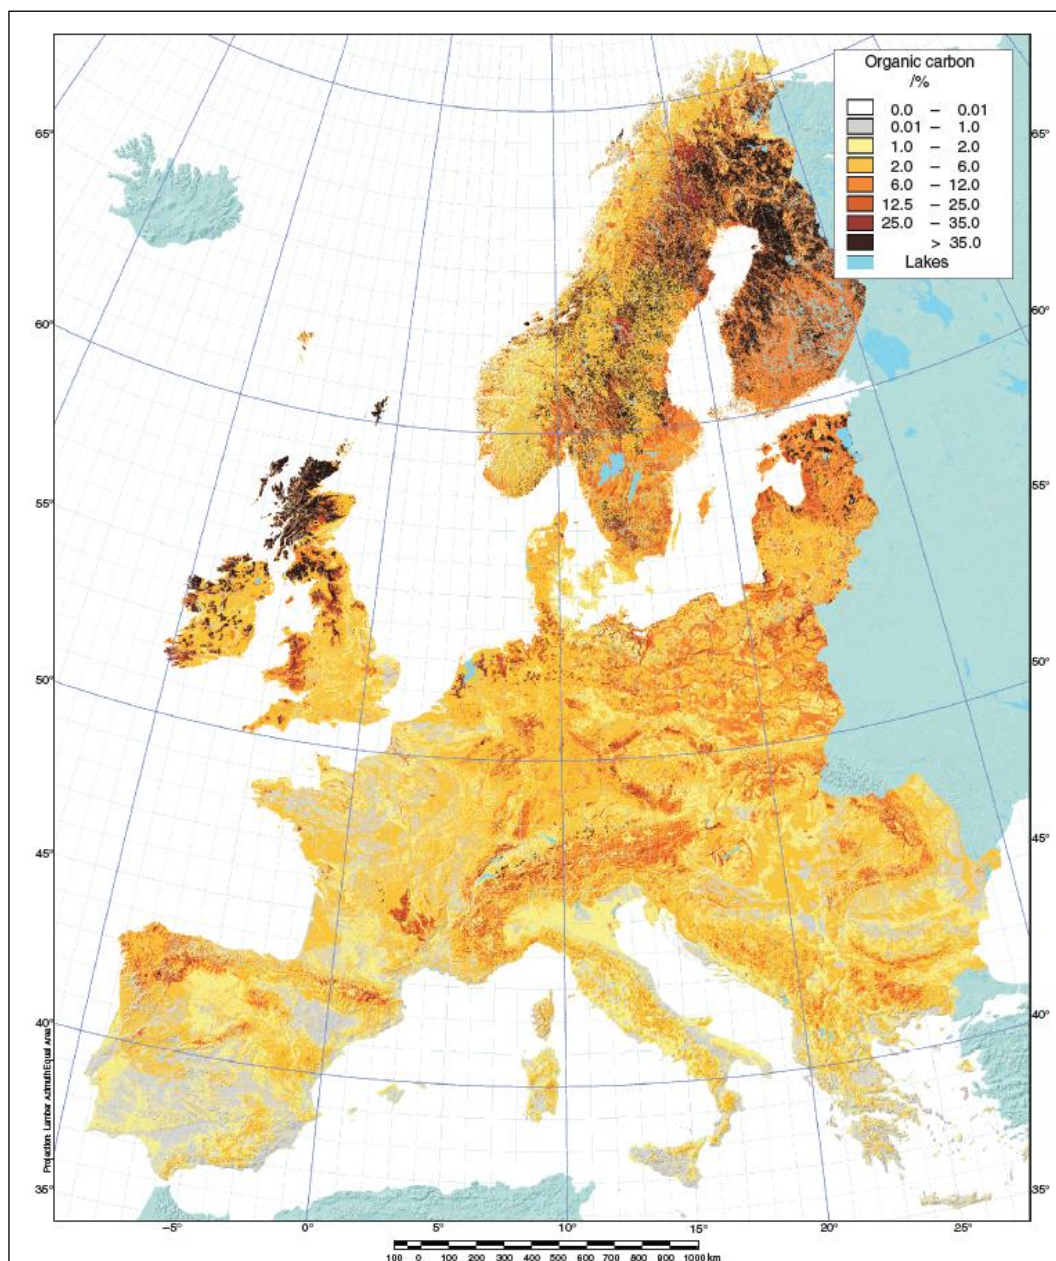 Organic carbon
/%
0.0 – 0.01
0.01 – 1.0
1.0 – 2.0
2.0 – 6.0
6.0 – 12.0
12.5 – 25.0
25.0 – 35.0
> 35.0
Lakes
65° 65°
60° 60°
55° 55°
50° 50°
45° 45°
40° 40°
35° 35°
Projection: Lamber Azimuth Equal Area
–5° 0° 5° 10° 15° 20° 25°
100 0 100 200 300 400 500 600 700 800 900 1000 km